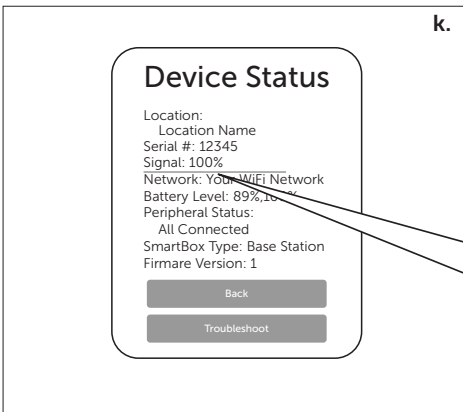 k.
Device Status
Location:
Location Name
Serial #: 12345
Signal: 100%
Network: Your WiFi Network
Battery Level: 89%,100%
Peripheral Status:
All Connected
SmartBox Type: Base Station
Firmare Version: 1
Back
Troubleshoot